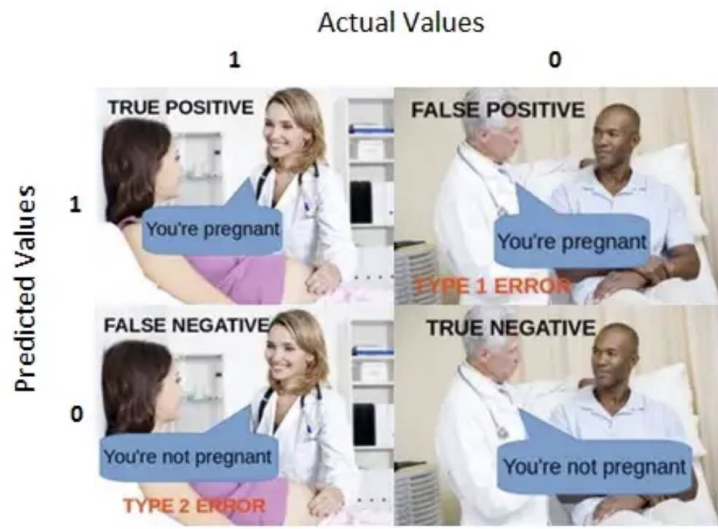 Actual Values
1 0
TRUE POSITIVE FALSE POSITIVE
Predicted Values
1
You're pregnant You're pregnant
TYPE 1 ERROR
FALSE NEGATIVE TRUE NEGATIVE
0
You're not pregnant You're not pregnant
TYPE 2 ERROR